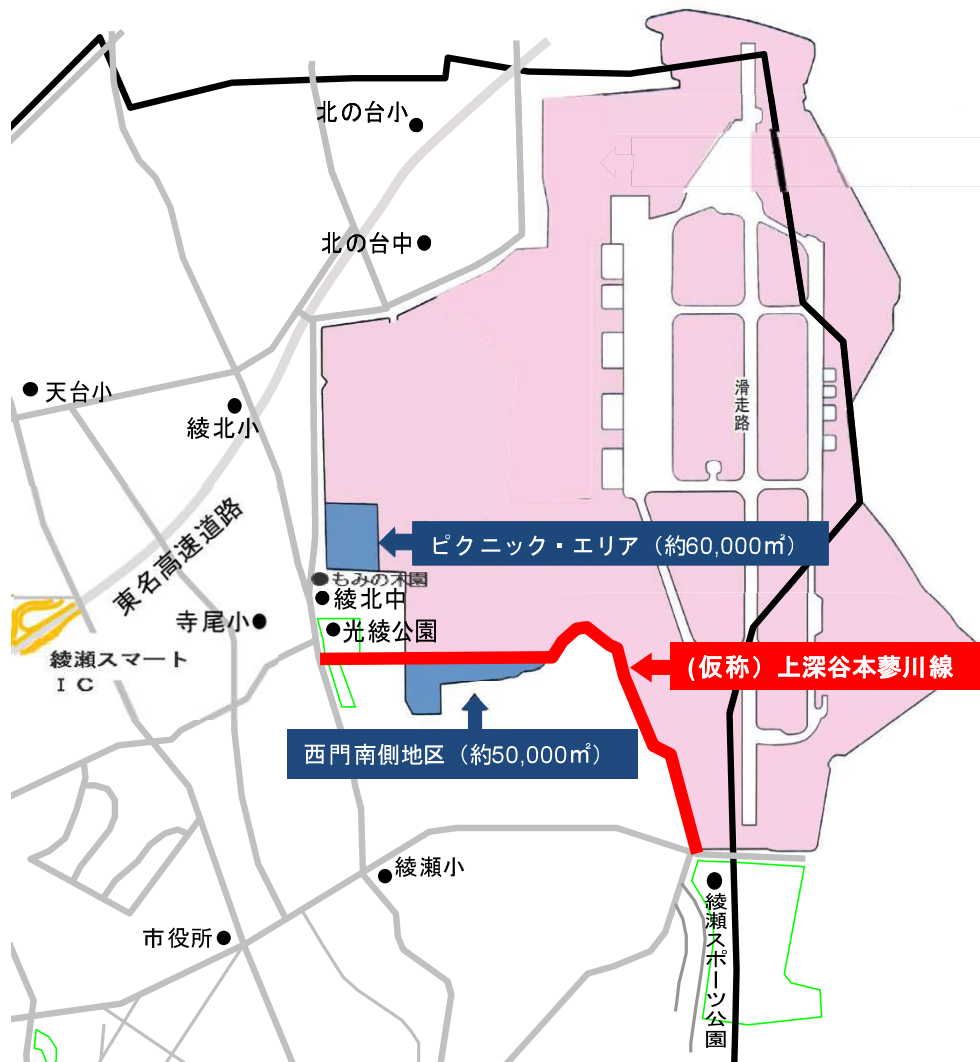 北の台小
北の台中
天台小
綾北小
滑走路
東名高速道路
ピクニック・エリア（約60,000㎡）
もみの木園
綾北中
寺尾小
光綾公園
綾瀬スマート
ＩＣ
(仮称）上深谷本蓼川線
西門南側地区（約50,000㎡）
綾瀬小
綾瀬スポーツ公園
市役所